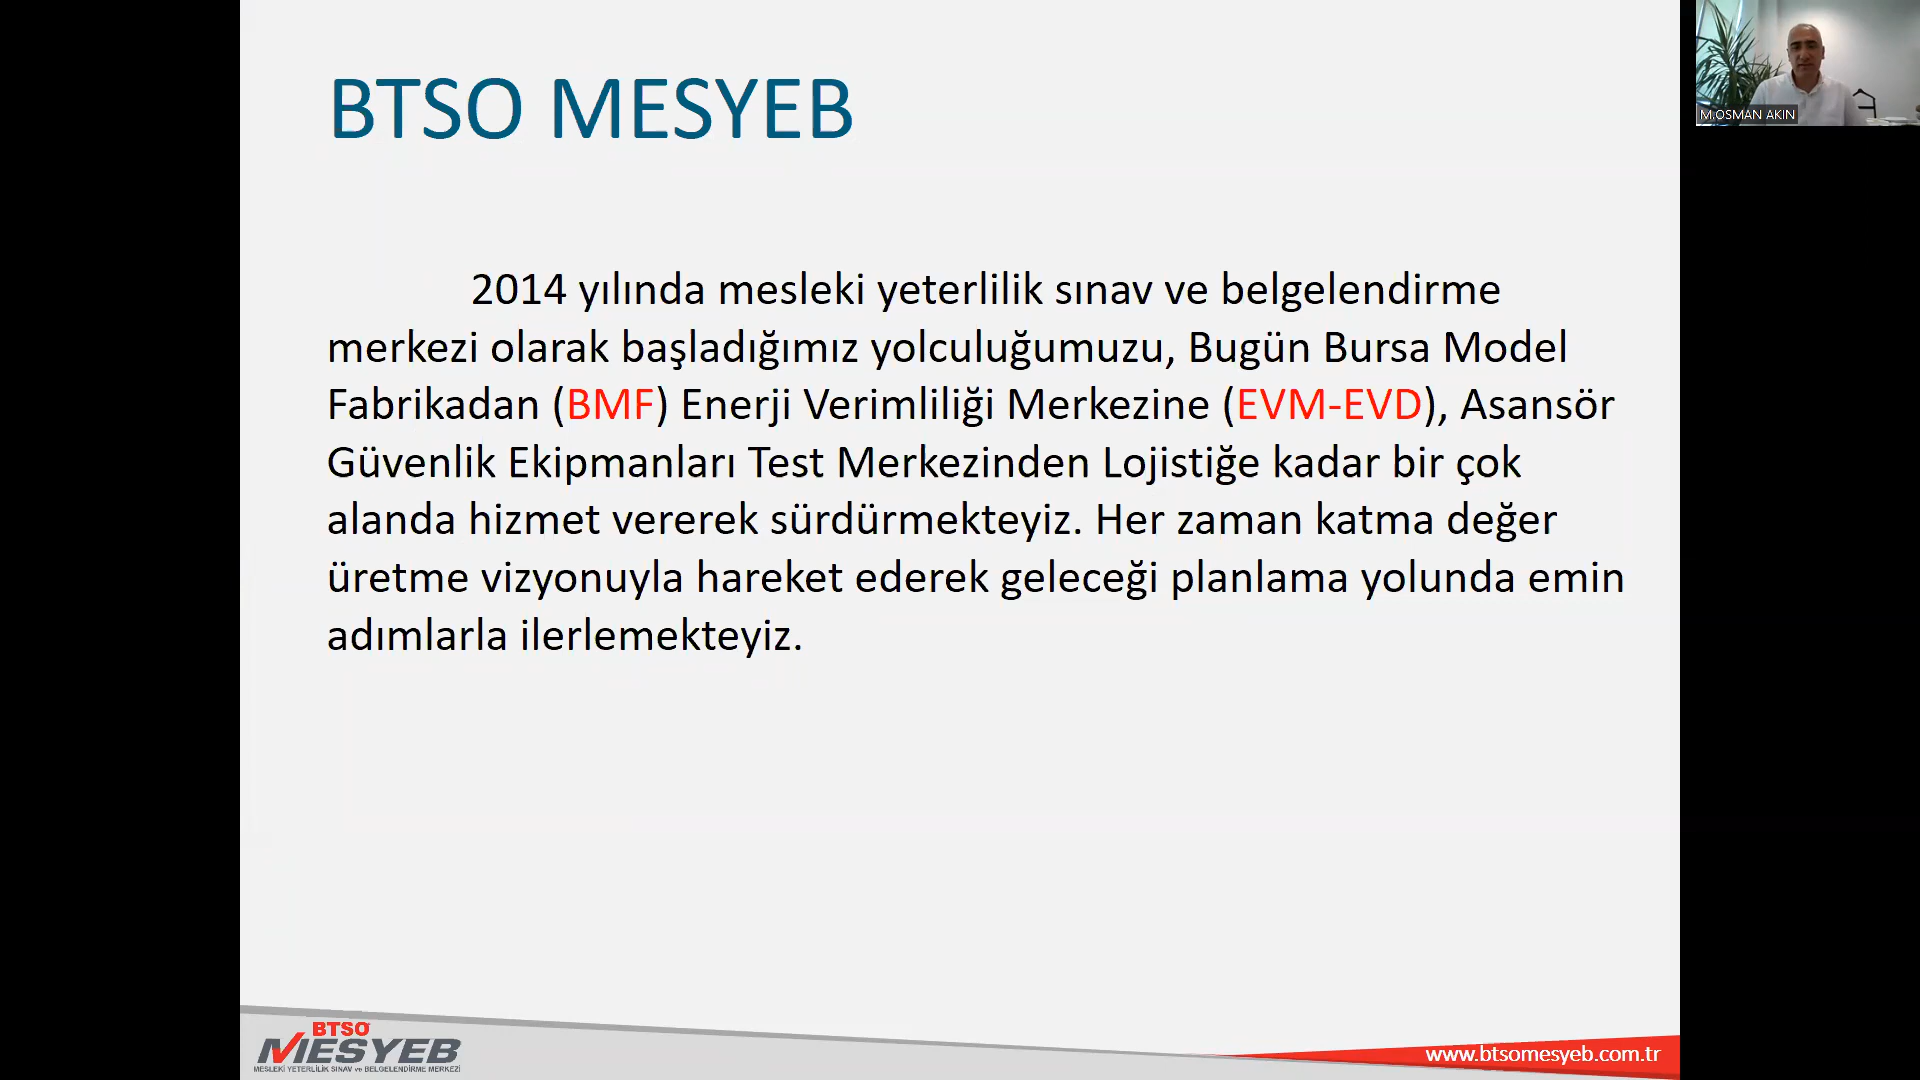 BTSO MESYEB
2014 yılında mesleki yeterlilik sınav ve belgelendirme
merkezi olarak başladığımız yolculuğumuzu, Bugün Bursa Model
Fabrikadan (BMF) Enerji Verimliliği Merkezine (EVM-EVD), Asansör
Güvenlik Ekipmanları Test Merkezinden Lojistiğe kadar bir çok
alanda hizmet vererek sürdürmekteyiz. Her zaman katma değer
üretme vizyonuyla hareket ederek geleceği planlama yolunda emin
adımlarla ilerlemekteyiz.
M.OSMAN AKIN
BTSO
MESYEB
MESLEKİ YETERLİLİK SINAV ve BELGELENDİRME MERKEZİ
www.btsomesyeb.com.tr